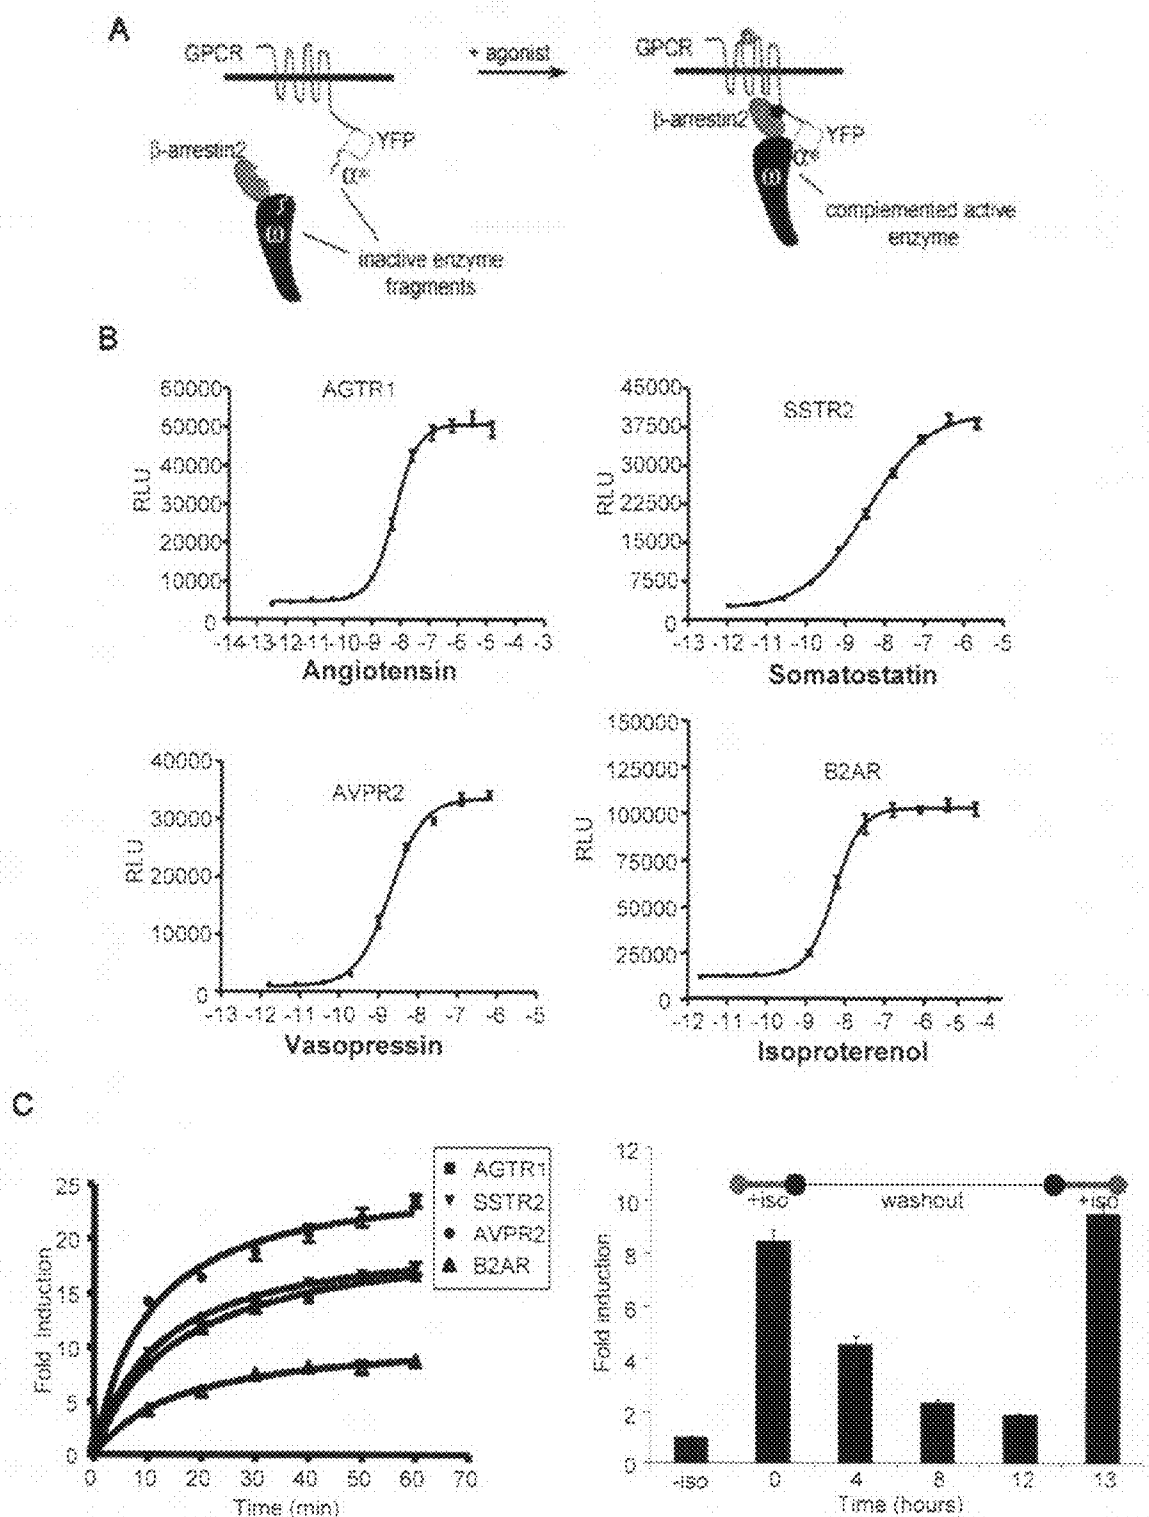 A
GPCR
+ agonist
GPCR
β-arrestin2
YFP
α*
ω
inactive enzyme
fragments
β-arrestin2
YFP
α*
ω
complemented active
enzyme
B
AGTR1
RLU
60000
50000
40000
30000
20000
10000
0
-14 -13 -12 -11 -10 -9 -8 -7 -6 -5 -4 -3
Angiotensin
SSTR2
RLU
45000
37500
30000
22500
15000
7500
0
-13 -12 -11 -10 -9 -8 -7 -6 -5
Somatostatin
AVPR2
RLU
40000
30000
20000
10000
0
-13 -12 -11 -10 -9 -8 -7 -6 -5
Vasopressin
B2AR
RLU
150000
125000
100000
75000
50000
25000
0
-12 -11 -10 -9 -8 -7 -6 -5 -4
Isoproterenol
C
Fold induction
25
20
15
10
5
0
0 10 20 30 40 50 60 70
Time (min)
AGTR1
SSTR2
AVPR2
B2AR
Fold induction
12
10
8
6
4
2
0
+iso
washout
+iso
-iso 0 4 8 12 13
Time (hours)